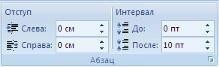 Отступ Интервал
Слева: 0 см До: 0 пт
Справа: 0 см После: 10 пт
Абзац